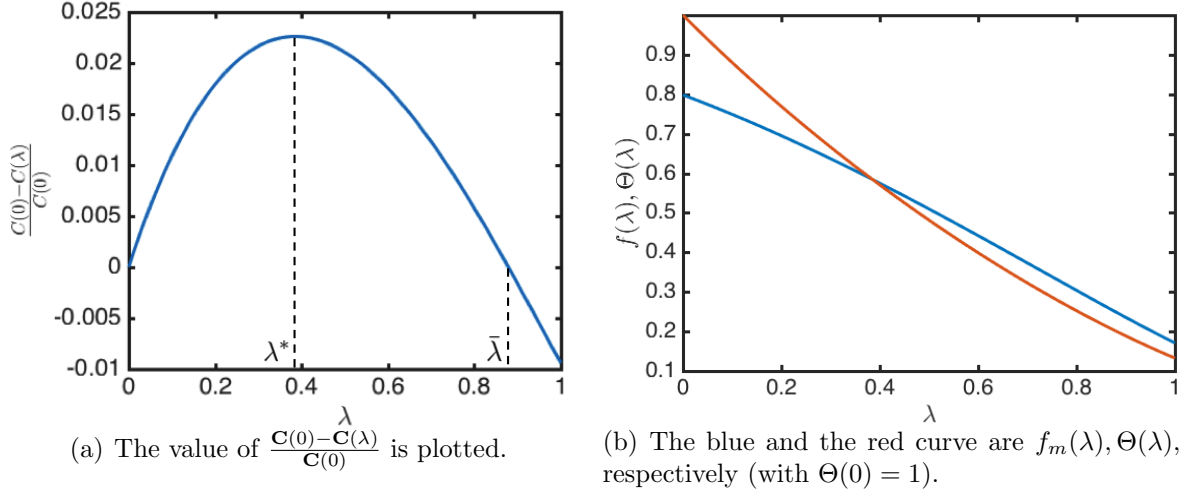 0.025
0.02
0.015
0.01
0.005
0
-0.005
-0.01
C(0)−C(λ)
C(0)
λ*
λ̄
0 0.2 0.4 0.6 0.8 1
λ
(a) The value of C(0)−C(λ)/C(0) is plotted.
0.9
0.8
0.7
0.6
0.5
0.4
0.3
0.2
0.1
f(λ), Θ(λ)
0 0.2 0.4 0.6 0.8 1
λ
(b) The blue and the red curve are fₘ(λ), Θ(λ),
respectively (with Θ(0) = 1).